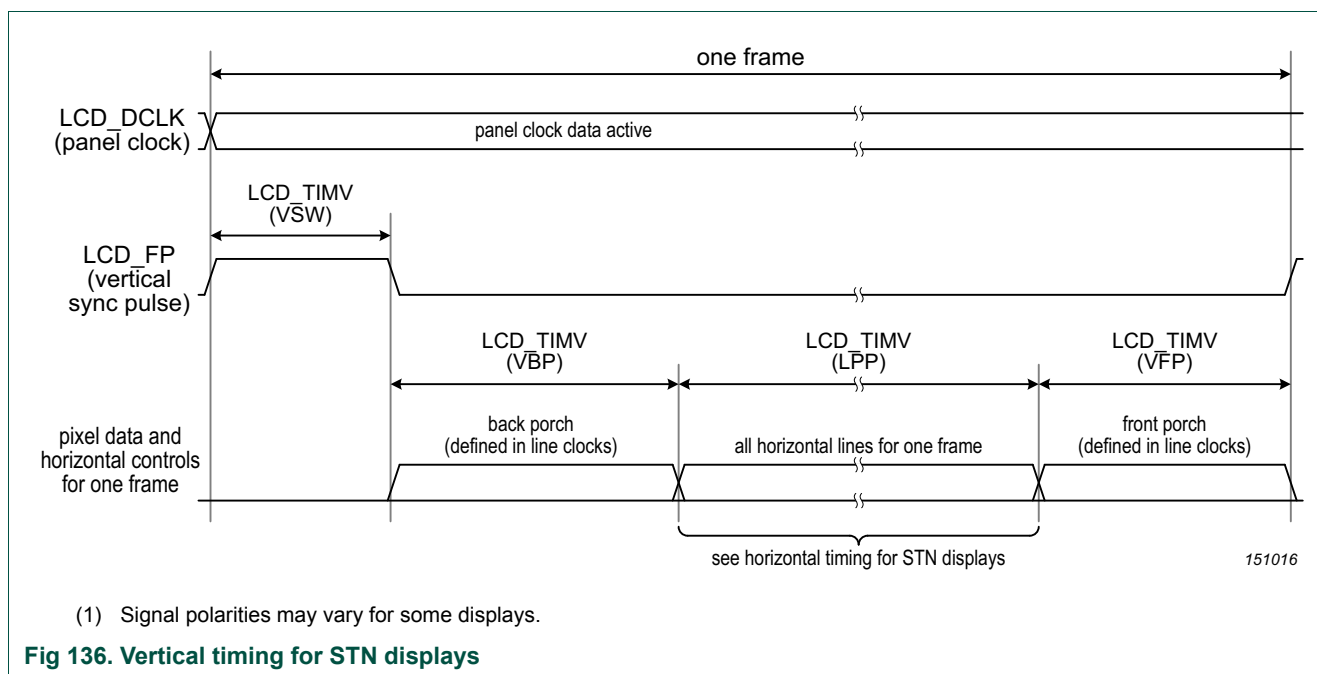 one frame
LCD_DCLK
(panel clock)
panel clock data active
LCD_TIMV
(VSW)
LCD_FP
(vertical
sync pulse)
LCD_TIMV
(VBP)
LCD_TIMV
(LPP)
LCD_TIMV
(VFP)
pixel data and
horizontal controls
for one frame
back porch
(defined in line clocks)
all horizontal lines for one frame
front porch
(defined in line clocks)
see horizontal timing for STN displays
151016
(1) Signal polarities may vary for some displays.
Fig 136. Vertical timing for STN displays